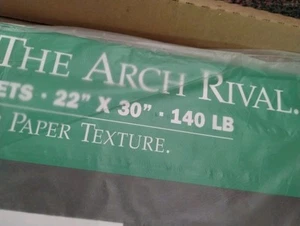 THE ARCH RIVAL.
ETS · 22" X 30" · 140 LB
PAPER TEXTURE.